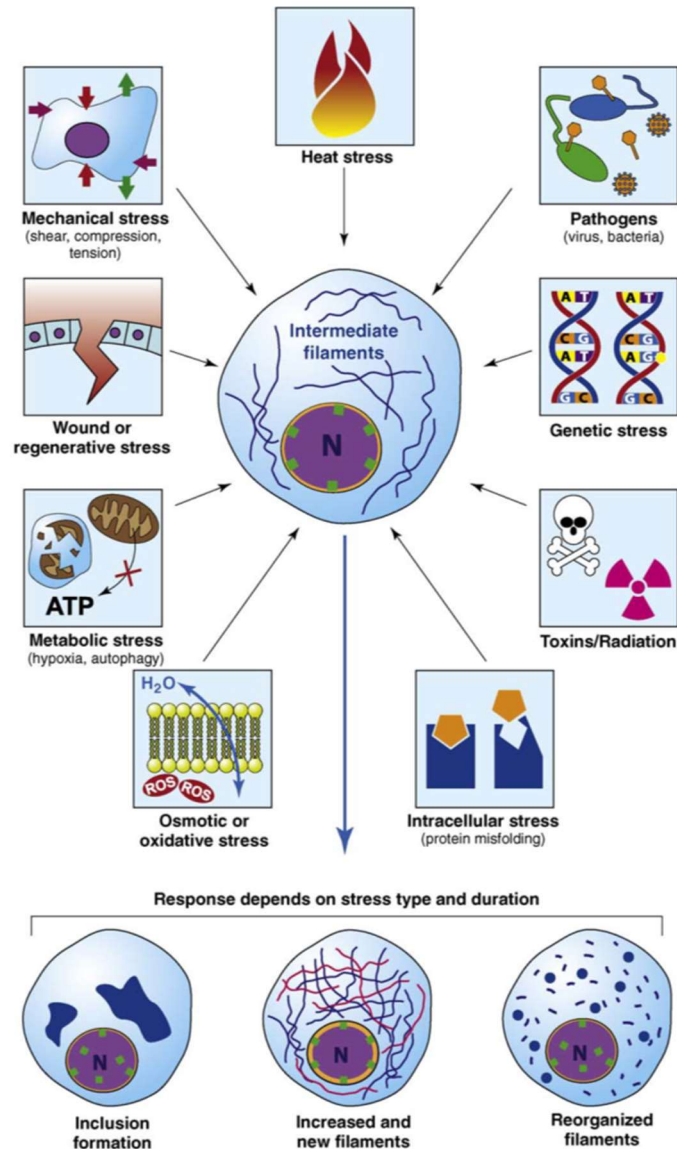 Heat stress
Mechanical stress
(shear, compression,
tension)
Pathogens
(virus, bacteria)
Intermediate
filaments
N
Wound or
regenerative stress
A T
C G
A T
G C
A T
C G
A G
G C
Genetic stress
ATP
Metabolic stress
(hypoxia, autophagy)
Toxins/Radiation
H₂O
ROS ROS
Osmotic or
oxidative stress
Intracellular stress
(protein misfolding)
Response depends on stress type and duration
N
N
N
Inclusion
formation
Increased and
new filaments
Reorganized
filaments